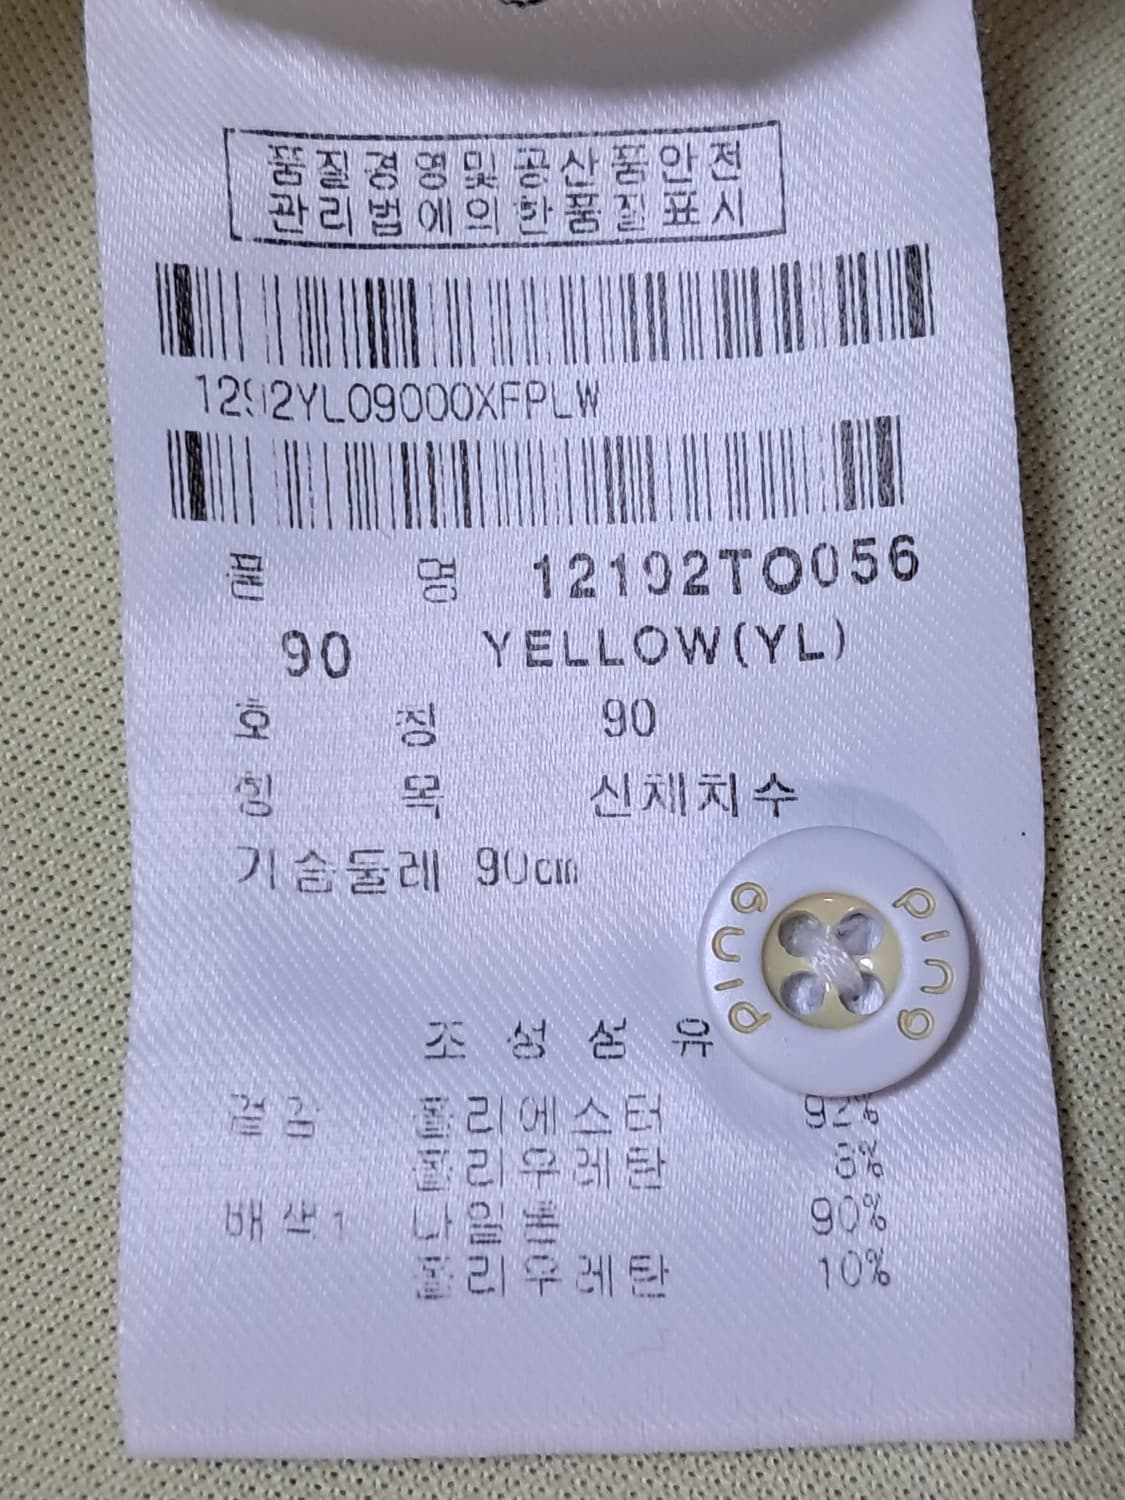 품질경영및공산품안전
관리법에의한품질표시
품 명 12192TO056
90 YELLOW(YL)
호 칭 90
항 목 신체치수
기슴둘레 90cm
ping
ping
조 성 섬 유
겉감 폴리에스터 92%
폴리우레탄 8%
배색1 나일론 90%
폴리우레탄 10%